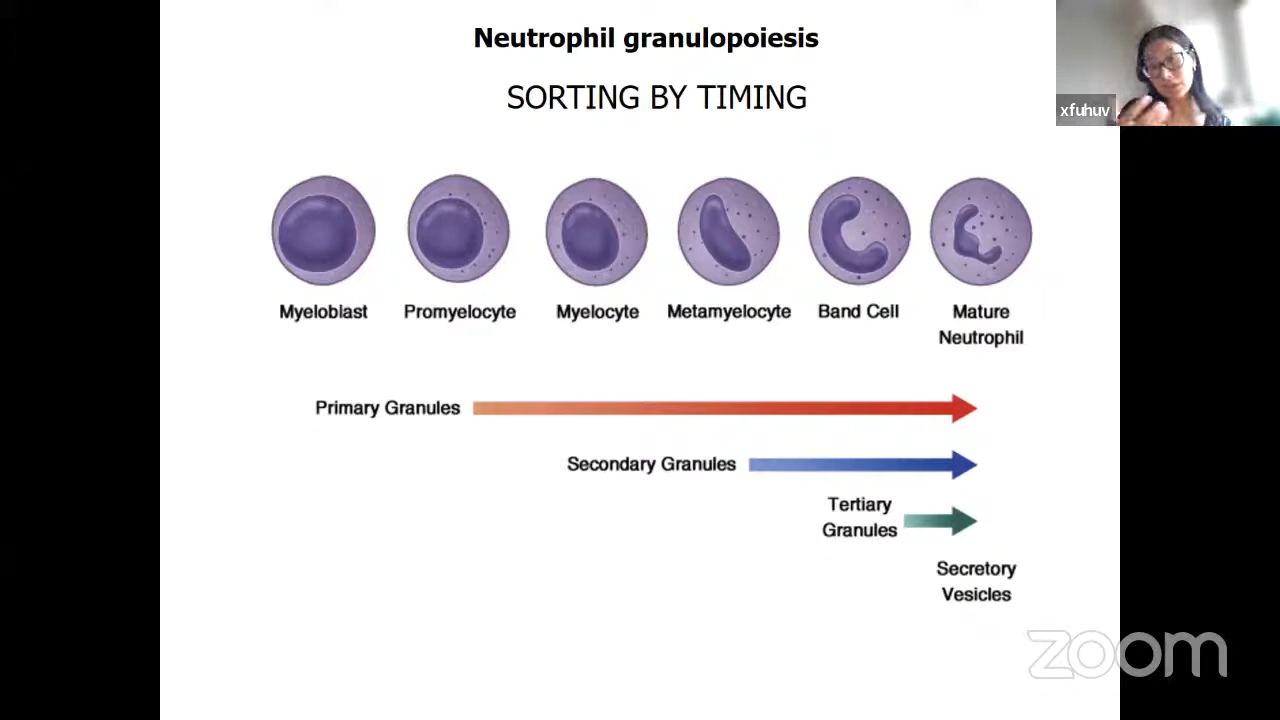 Neutrophil granulopoiesis
SORTING BY TIMING
xfuhuv
Myeloblast
Promyelocyte
Myelocyte
Metamyelocyte
Band Cell
Mature
Neutrophil
Primary Granules
Secondary Granules
Tertiary
Granules
Secretory
Vesicles
zoom